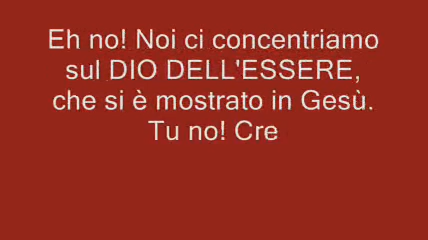 Eh no! Noi ci concentriamo
sul DIO DELL'ESSERE,
che si è mostrato in Gesù.
Tu no! Cre